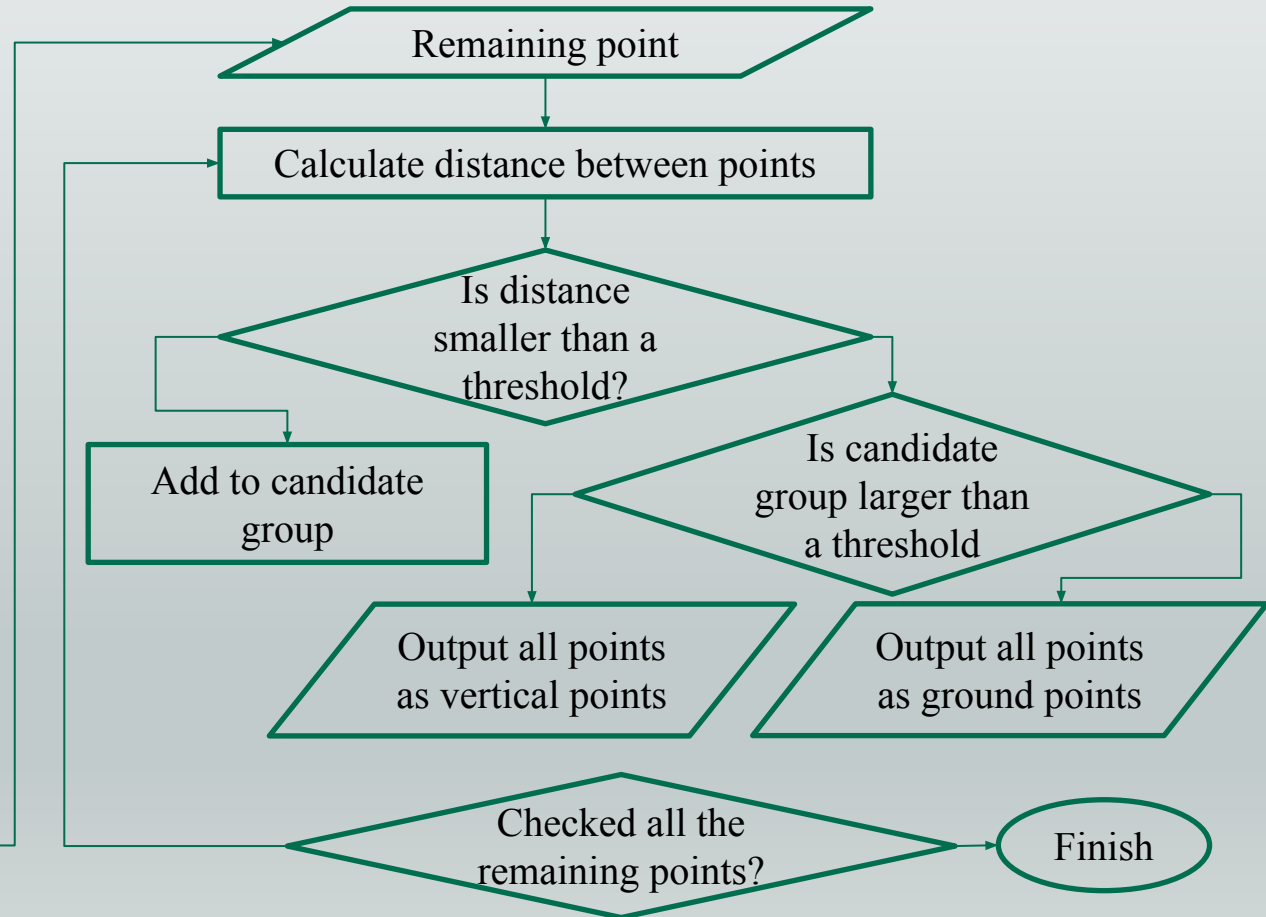 Remaining point
Calculate distance between points
Is distance
smaller than a
threshold?
Add to candidate
group
Is candidate
group larger than
a threshold
Output all points
as vertical points
Output all points
as ground points
Checked all the
remaining points?
Finish